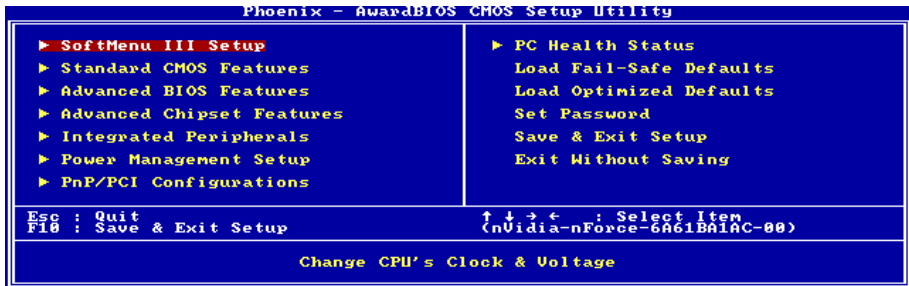 Phoenix - AwardBIOS CMOS Setup Utility
► SoftMenu III Setup
► Standard CMOS Features
► Advanced BIOS Features
► Advanced Chipset Features
► Integrated Peripherals
► Power Management Setup
► PnP/PCI Configurations
► PC Health Status
Load Fail-Safe Defaults
Load Optimized Defaults
Set Password
Save & Exit Setup
Exit Without Saving
Esc : Quit
F10 : Save & Exit Setup
↑ ↓ → ← : Select Item
(nVidia-nForce-6A61BA1AC-00)
Change CPU's Clock & Voltage